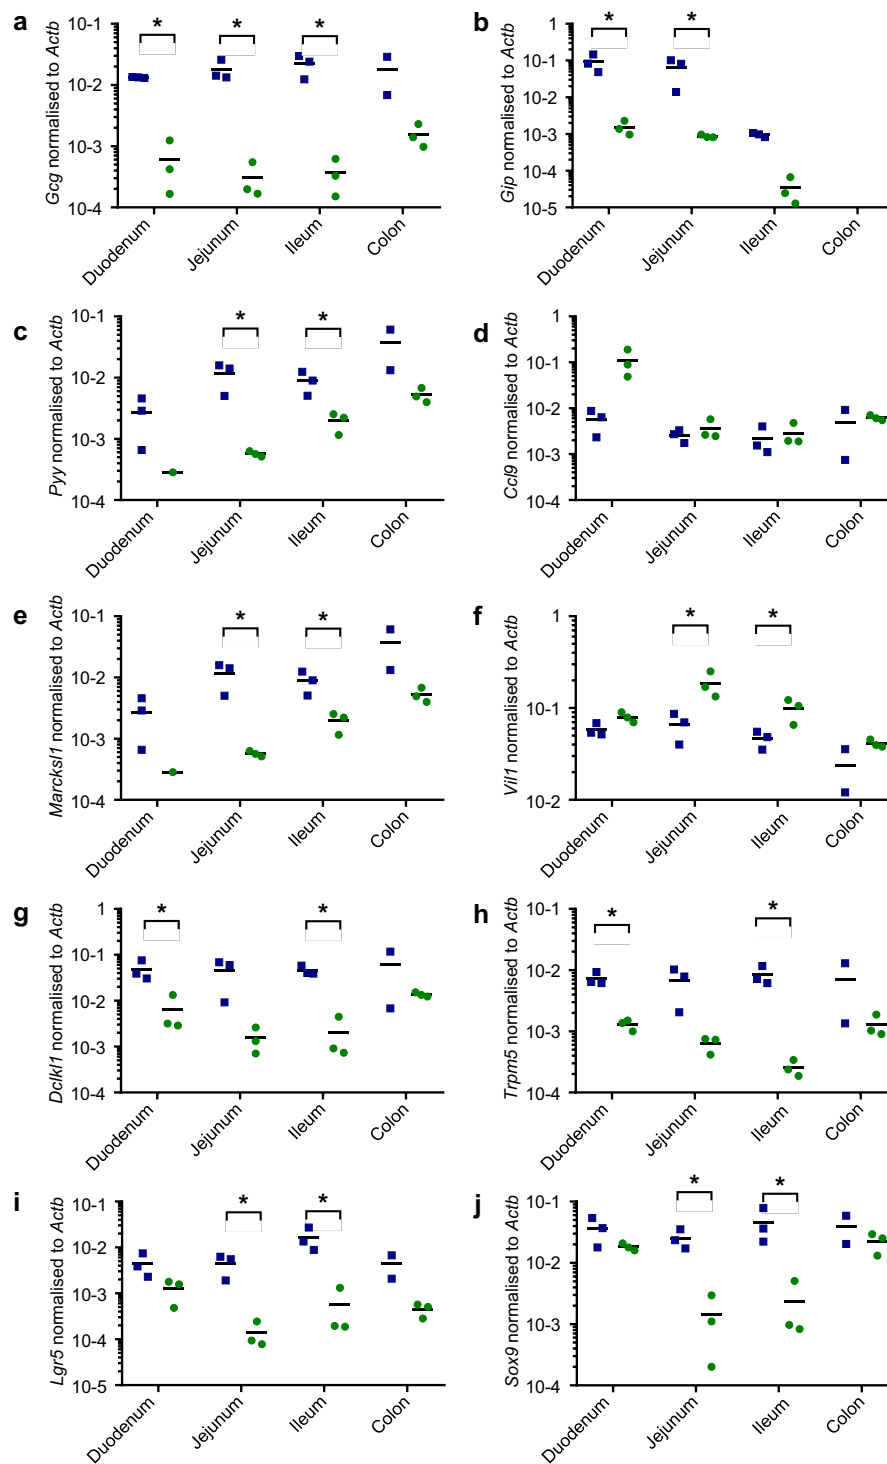 a
Gcg normalised to Actb
10-1
10-2
10-3
10-4
* * *
Duodenum
Jejunum
Ileum
Colon
b
Gip normalised to Actb
1
10-1
10-2
10-3
10-4
10-5
* *
Duodenum
Jejunum
Ileum
Colon
c
Pyy normalised to Actb
10-1
10-2
10-3
10-4
* *
Duodenum
Jejunum
Ileum
Colon
d
Ccl9 normalised to Actb
1
10-1
10-2
10-3
10-4
Duodenum
Jejunum
Ileum
Colon
e
Marcksl1 normalised to Actb
10-1
10-2
10-3
10-4
* *
Duodenum
Jejunum
Ileum
Colon
f
Vil1 normalised to Actb
1
10-1
10-2
* *
Duodenum
Jejunum
Ileum
Colon
g
Dclkl1 normalised to Actb
1
10-1
10-2
10-3
10-4
* *
Duodenum
Jejunum
Ileum
Colon
h
Trpm5 normalised to Actb
10-1
10-2
10-3
10-4
* *
Duodenum
Jejunum
Ileum
Colon
i
Lgr5 normalised to Actb
10-1
10-2
10-3
10-4
10-5
* *
Duodenum
Jejunum
Ileum
Colon
j
Sox9 normalised to Actb
10-1
10-2
10-3
10-4
* *
Duodenum
Jejunum
Ileum
Colon